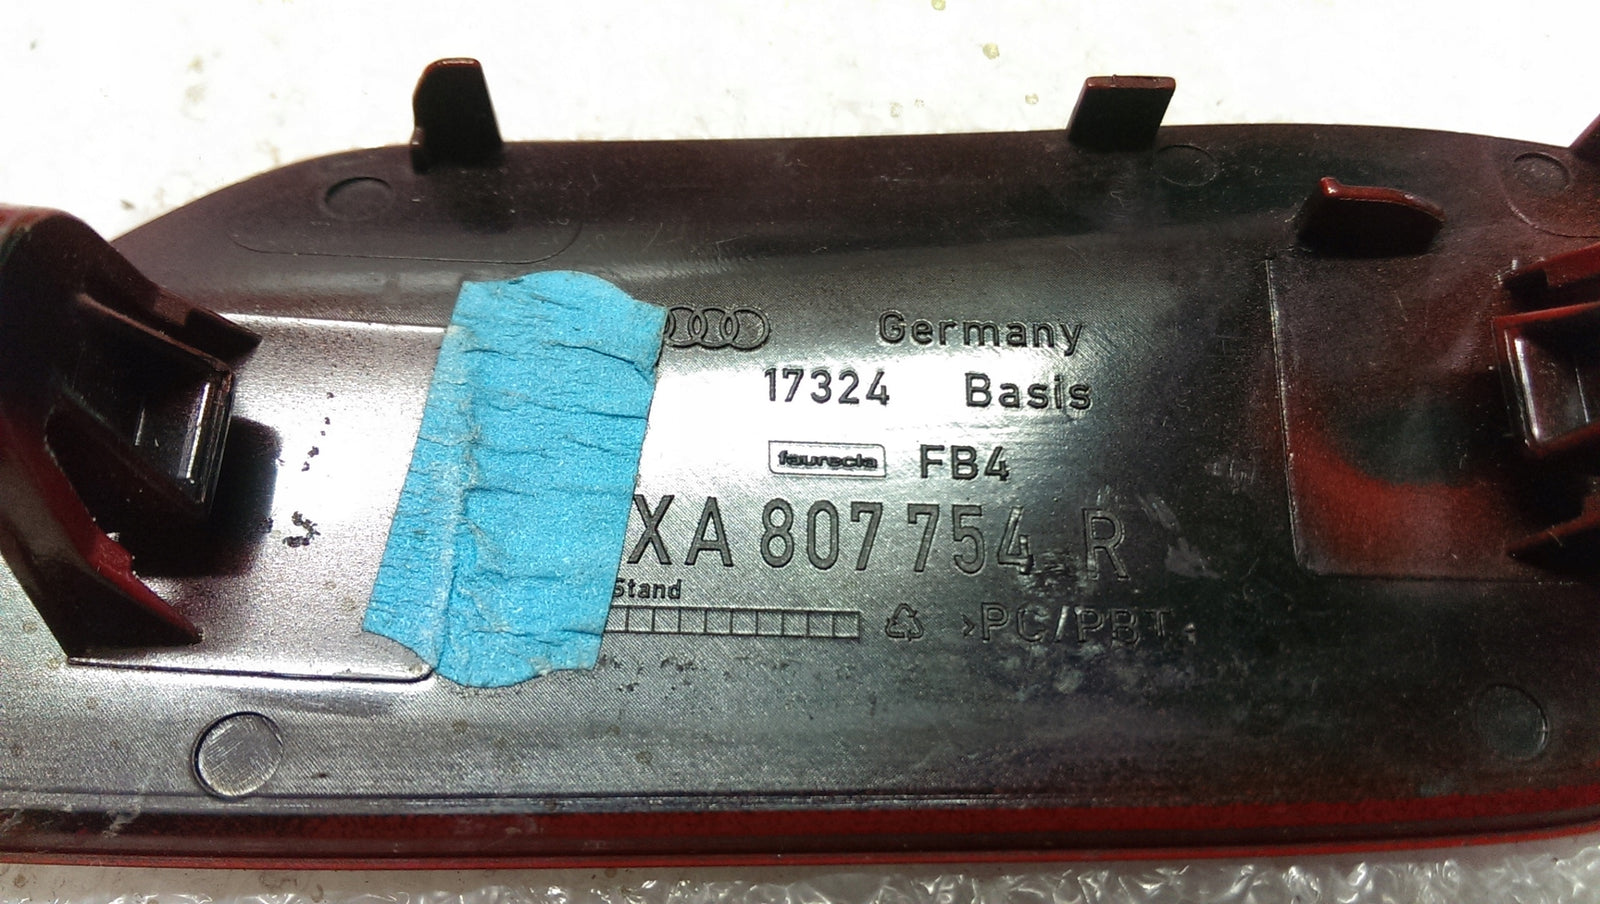 Germany
17324 Basis
faurecia FB4
XA 807 754 R
Stand
>PC/PBT<